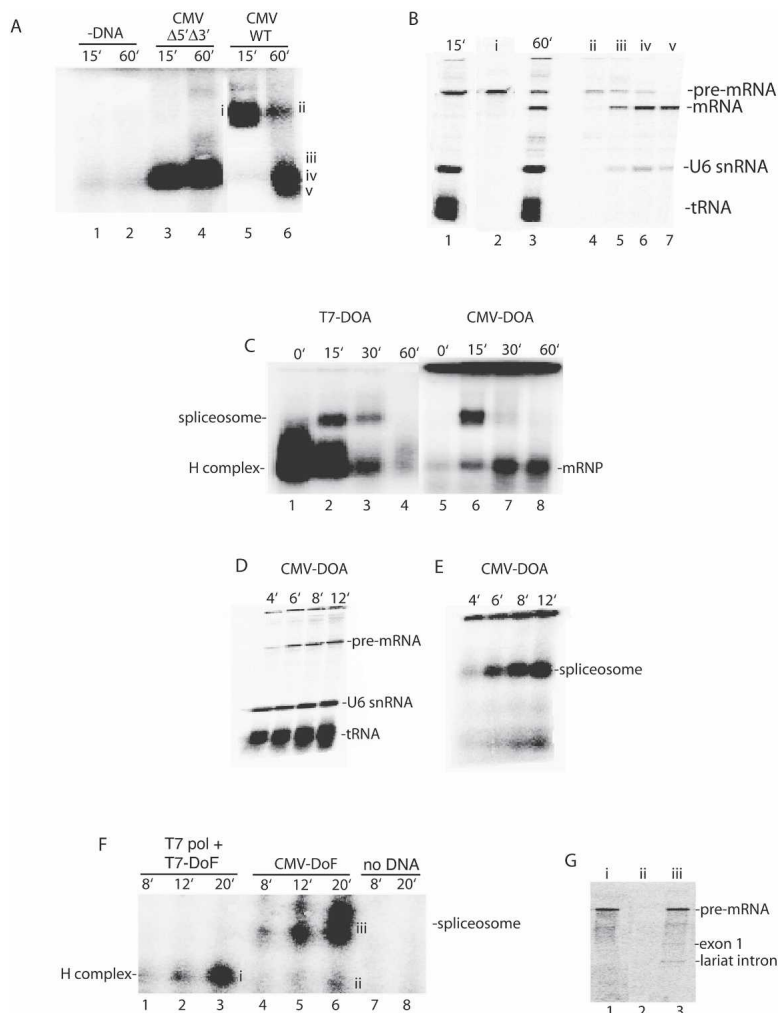 A
-DNA
CMV Δ5'Δ3'
CMV WT
15' 60' 15' 60' 15' 60'
i
ii
iii
iv
v
1 2 3 4 5 6
B
15' i 60' ii iii iv v
-pre-mRNA
-mRNA
-U6 snRNA
-tRNA
1 2 3 4 5 6 7
T7-DOA CMV-DOA
C
0' 15' 30' 60' 0' 15' 30' 60'
spliceosome-
H complex-
-mRNP
1 2 3 4 5 6 7 8
D
CMV-DOA
4' 6' 8' 12'
-pre-mRNA
-U6 snRNA
-tRNA
E
CMV-DOA
4' 6' 8' 12'
-spliceosome
F
T7 pol +
T7-DoF CMV-DoF no DNA
8' 12' 20' 8' 12' 20' 8' 20'
-spliceosome
iii
H complex-
i
ii
1 2 3 4 5 6 7 8
G
i ii iii
-pre-mRNA
-exon 1
-lariat intron
1 2 3